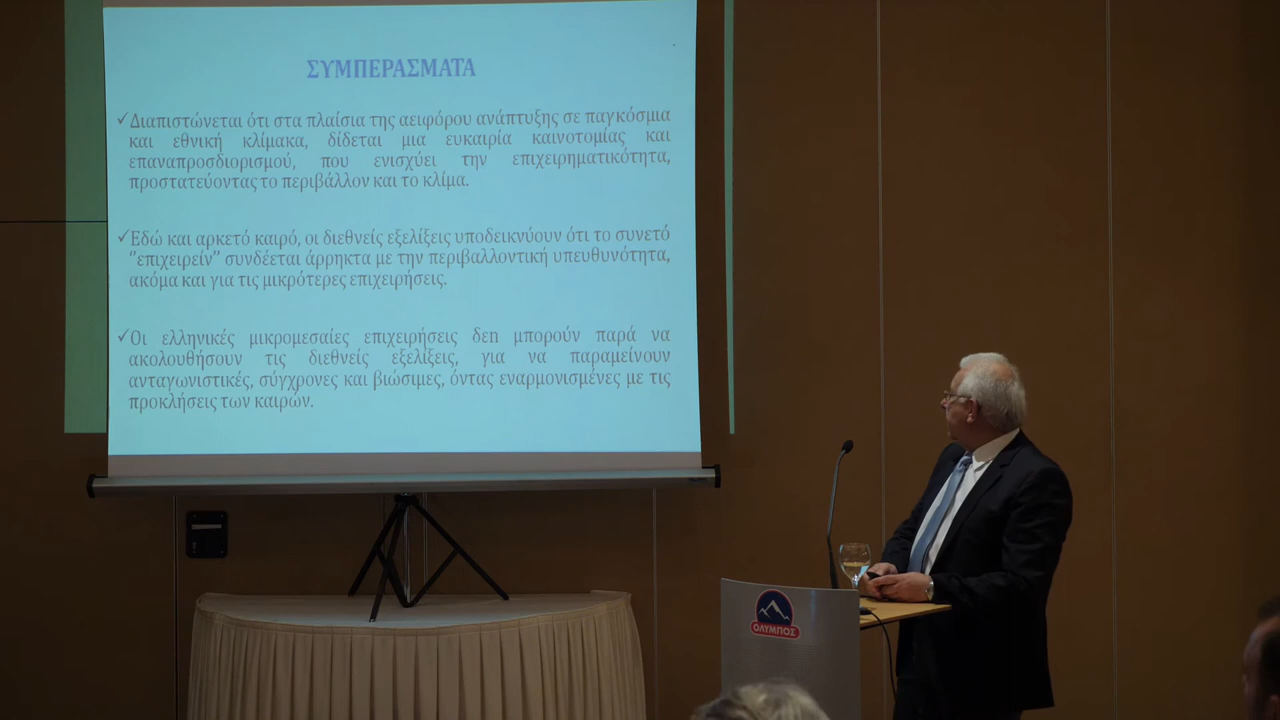 ΣΥΜΠΕΡΑΣΜΑΤΑ
✓Διαπιστώνεται ότι στα πλαίσια της αειφόρου ανάπτυξης σε παγκόσμια
και εθνική κλίμακα, δίδεται μια ευκαιρία καινοτομίας και
επαναπροσδιορισμού, που ενισχύει την επιχειρηματικότητα,
προστατεύοντας το περιβάλλον και το κλίμα.
✓Εδώ και αρκετό καιρό, οι διεθνείς εξελίξεις υποδεικνύουν ότι το συνετό
“επιχειρείν” συνδέεται άρρηκτα με την περιβαλλοντική υπευθυνότητα,
ακόμα και για τις μικρότερες επιχειρήσεις.
✓Οι ελληνικές μικρομεσαίες επιχειρήσεις δεn μπορούν παρά να
ακολουθήσουν τις διεθνείς εξελίξεις, για να παραμείνουν
ανταγωνιστικές, σύγχρονες και βιώσιμες, όντας εναρμονισμένες με τις
προκλήσεις των καιρών.
ΟΛΥΜΠΟΣ